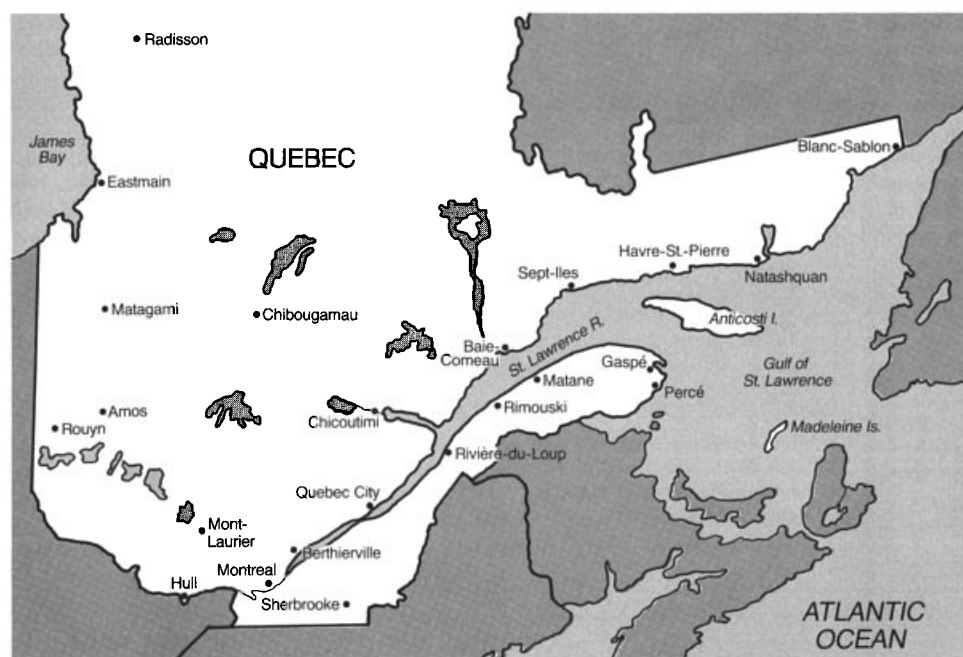 Radisson
James
Bay
QUEBEC
Blanc-Sablon
Eastmain
Havre-St.-Pierre
Sept-Iles
Natashquan
Matagami
Chibougamau
Anticosti I.
St. Lawrence R.
Baie-
Comeau
Gaspé
Gulf of
St. Lawrence
Matane
Percé
Amos
Chicoutimi
Rimouski
Rouyn
Madeleine Is.
Rivière-du-Loup
Quebec City
Mont-
Laurier
Berthierville
Montreal
Hull
Sherbrooke
ATLANTIC
OCEAN